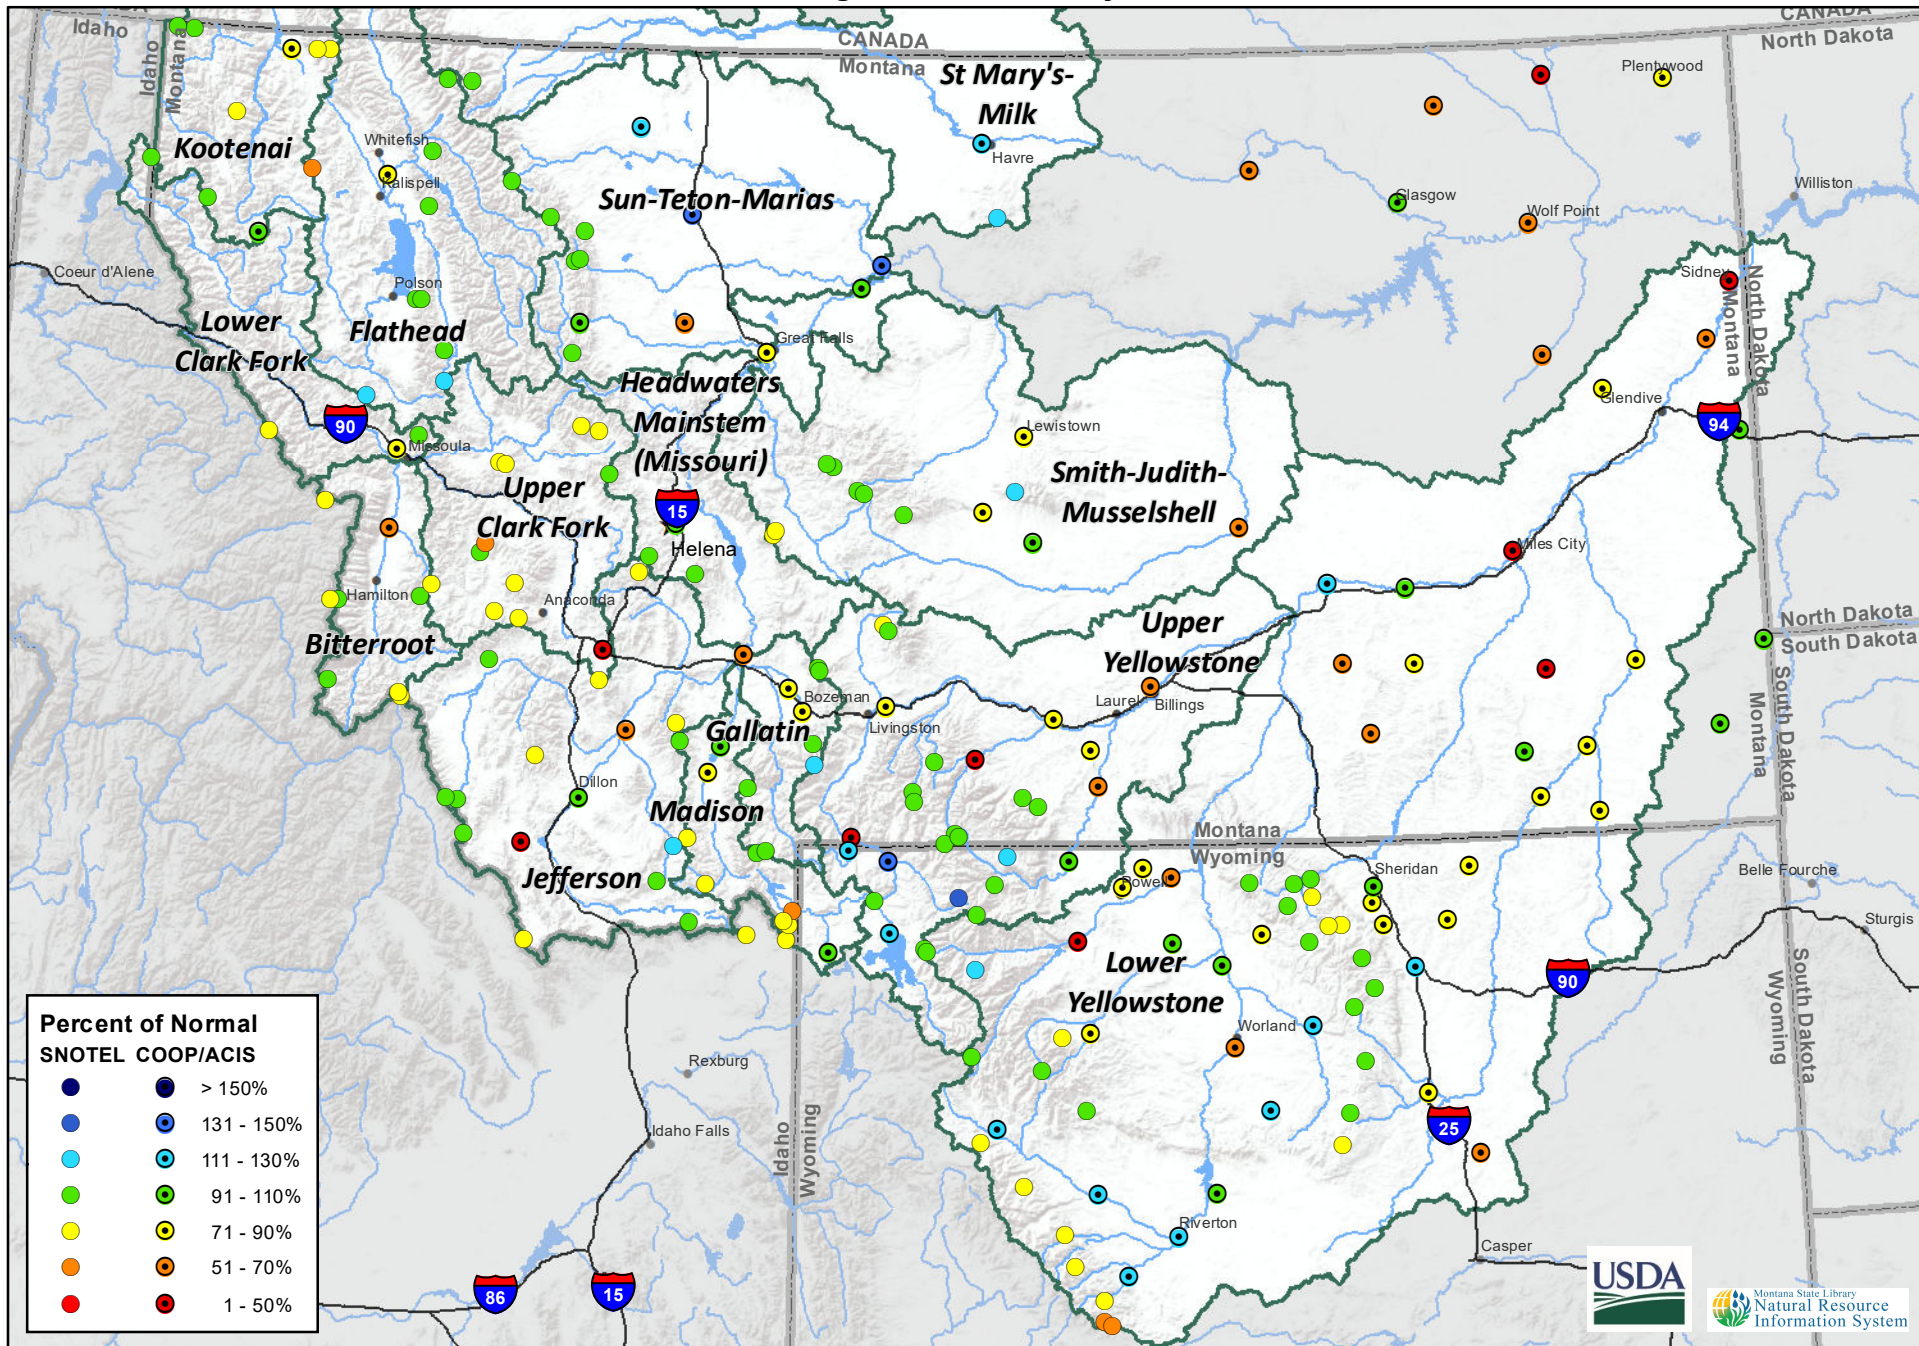 CANADA
Idaho
Idaho
Montana
CANADA
Montana
CANADA
North Dakota
St Mary's-
Milk
Plentywood
Kootenai
Whitefish
Havre
Kalispell
Sun-Teton-Marias
Glasgow
Wolf Point
Williston
Coeur d'Alene
Polson
Sidney
North Dakota
Montana
Lower
Clark Fork
Flathead
Great Falls
Headwaters
Mainstem
(Missouri)
Glendive
90
94
Missoula
Lewistown
Upper
Clark Fork
Smith-Judith-
Musselshell
15
Helena
Miles City
Hamilton
Anaconda
Bitterroot
Upper
Yellowstone
North Dakota
South Dakota
Bozeman
Livingston
Laurel
Billings
Gallatin
South Dakota
Montana
Dillon
Madison
Montana
Wyoming
Jefferson
Powell
Sheridan
Belle Fourche
Sturgis
Lower
Yellowstone
90
South Dakota
Wyoming
Worland
Percent of Normal
SNOTEL COOP/ACIS
> 150%
131 - 150%
111 - 130%
91 - 110%
71 - 90%
51 - 70%
1 - 50%
Rexburg
Idaho Falls
Idaho
Wyoming
25
Riverton
Casper
86
15
USDA
Montana State Library
Natural Resource
Information System